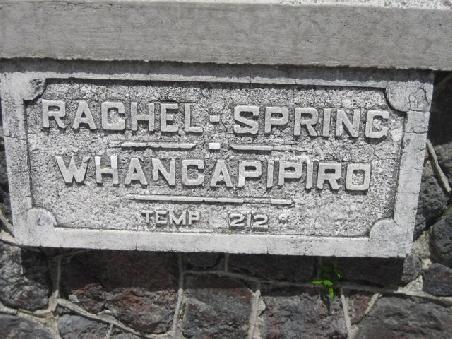 RACHEL-SPRING
WHANGAPIPIRO
TEMP 212°